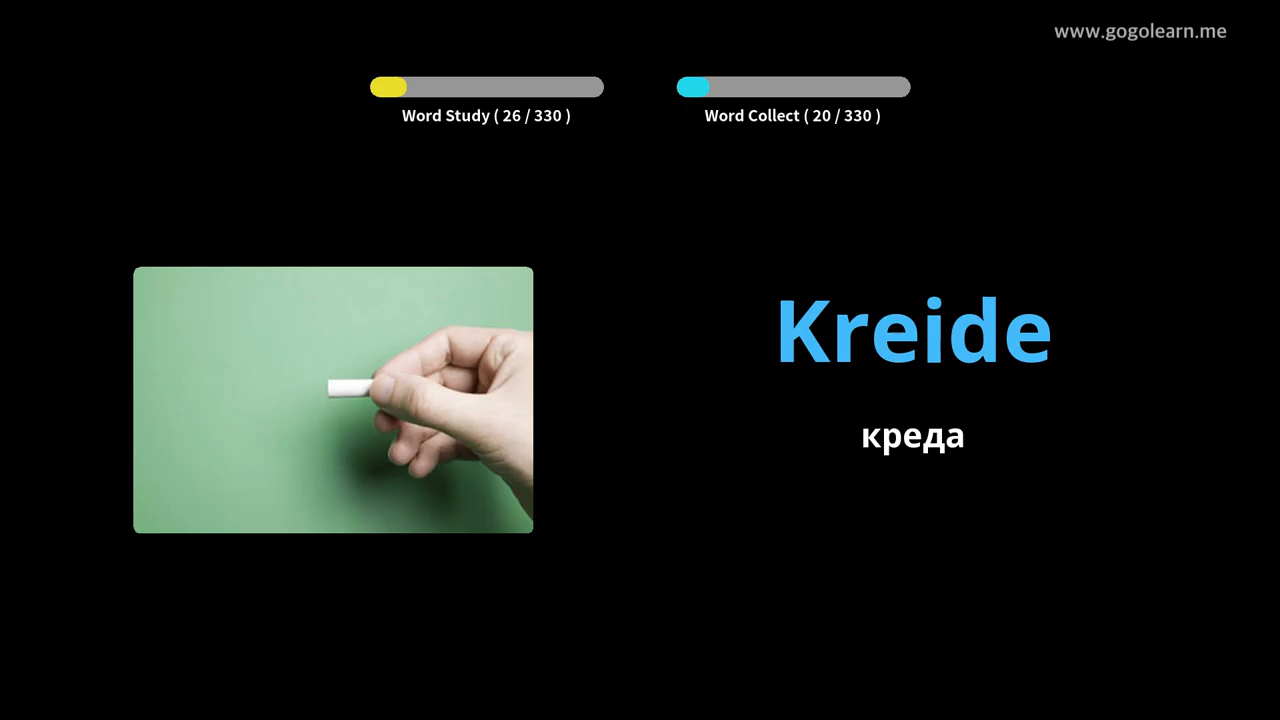 www.gogolearn.me
Word Study ( 26 / 330 )
Word Collect ( 20 / 330 )
Kreide
креда